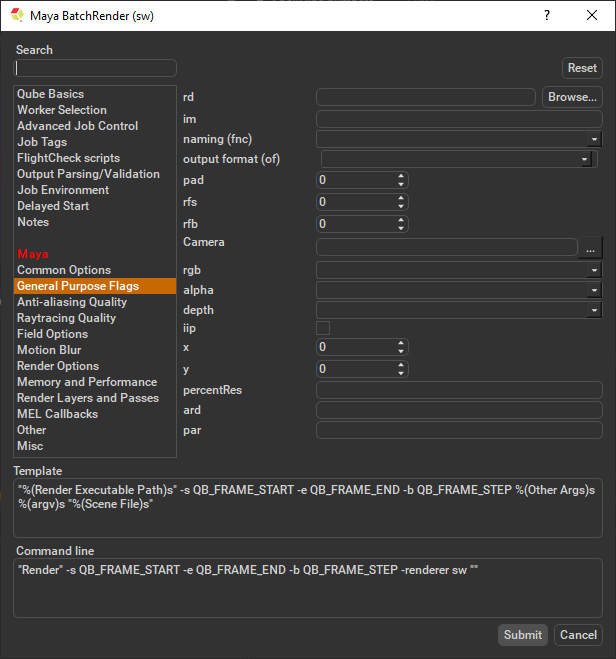 Maya BatchRender (sw)
Search
Reset
Qube Basics
Worker Selection
Advanced Job Control
Job Tags
FlightCheck scripts
Output Parsing/Validation
Job Environment
Delayed Start
Notes
Maya
Common Options
General Purpose Flags
Anti-aliasing Quality
Raytracing Quality
Field Options
Motion Blur
Render Options
Memory and Performance
Render Layers and Passes
MEL Callbacks
Other
Misc
rd Browse...
im
naming (fnc)
output format (of)
pad 0
rfs 0
rfb 0
Camera ...
rgb
alpha
depth
iip
x 0
y 0
percentRes
ard
par
Template
"%(Render Executable Path)s" -s QB_FRAME_START -e QB_FRAME_END -b QB_FRAME_STEP %(Other Args)s
%(argv)s "%(Scene File)s"
Command line
"Render" -s QB_FRAME_START -e QB_FRAME_END -b QB_FRAME_STEP -renderer sw ""
Submit Cancel